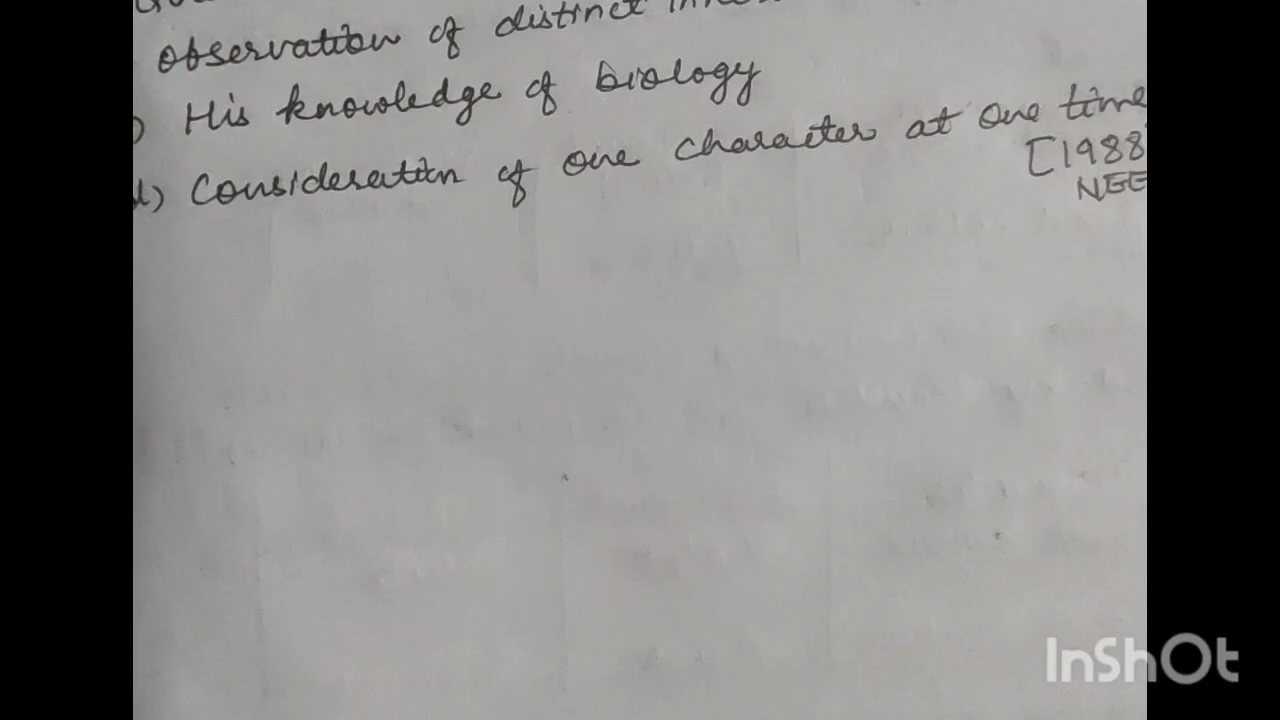 observation of distinct
) His knowledge of biology
d) Consideration of one character at one time
[1988
NEE
InShOt